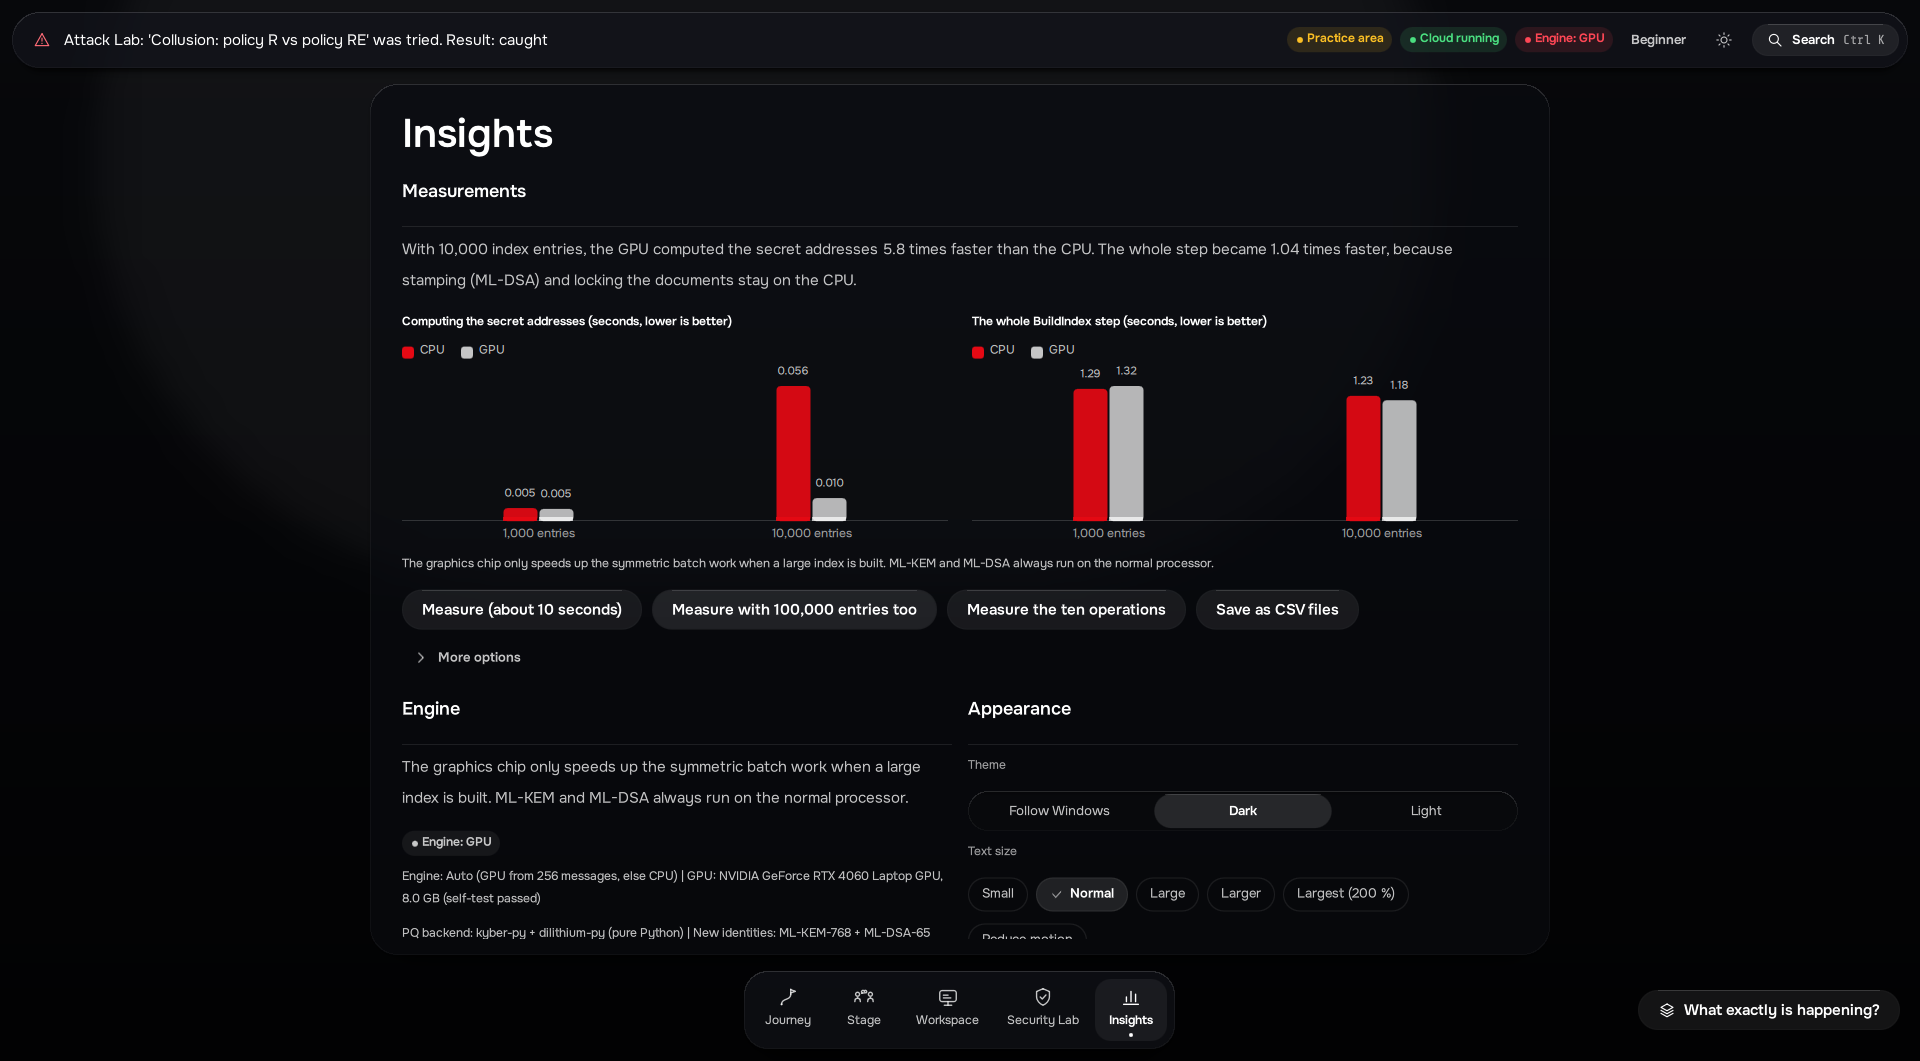 Attack Lab: 'Collusion: policy R vs policy RE' was tried. Result: caught
Practice area
Cloud running
Engine: GPU
Beginner
Search Ctrl K
Insights
Measurements
With 10,000 index entries, the GPU computed the secret addresses 5.8 times faster than the CPU. The whole step became 1.04 times faster, because
stamping (ML-DSA) and locking the documents stay on the CPU.
Computing the secret addresses (seconds, lower is better)
CPU GPU
0.056
0.010
0.005 0.005
1,000 entries
10,000 entries
The whole BuildIndex step (seconds, lower is better)
CPU GPU
1.29 1.32
1.23 1.18
1,000 entries
10,000 entries
The graphics chip only speeds up the symmetric batch work when a large index is built. ML-KEM and ML-DSA always run on the normal processor.
Measure (about 10 seconds)
Measure with 100,000 entries too
Measure the ten operations
Save as CSV files
More options
Engine
The graphics chip only speeds up the symmetric batch work when a large
index is built. ML-KEM and ML-DSA always run on the normal processor.
Engine: GPU
Engine: Auto (GPU from 256 messages, else CPU) | GPU: NVIDIA GeForce RTX 4060 Laptop GPU,
8.0 GB (self-test passed)
PQ backend: kyber-py + dilithium-py (pure Python) | New identities: ML-KEM-768 + ML-DSA-65
Appearance
Theme
Follow Windows
Dark
Light
Text size
Small
Normal
Large
Larger
Largest (200 %)
Reduce motion
Journey
Stage
Workspace
Security Lab
Insights
What exactly is happening?